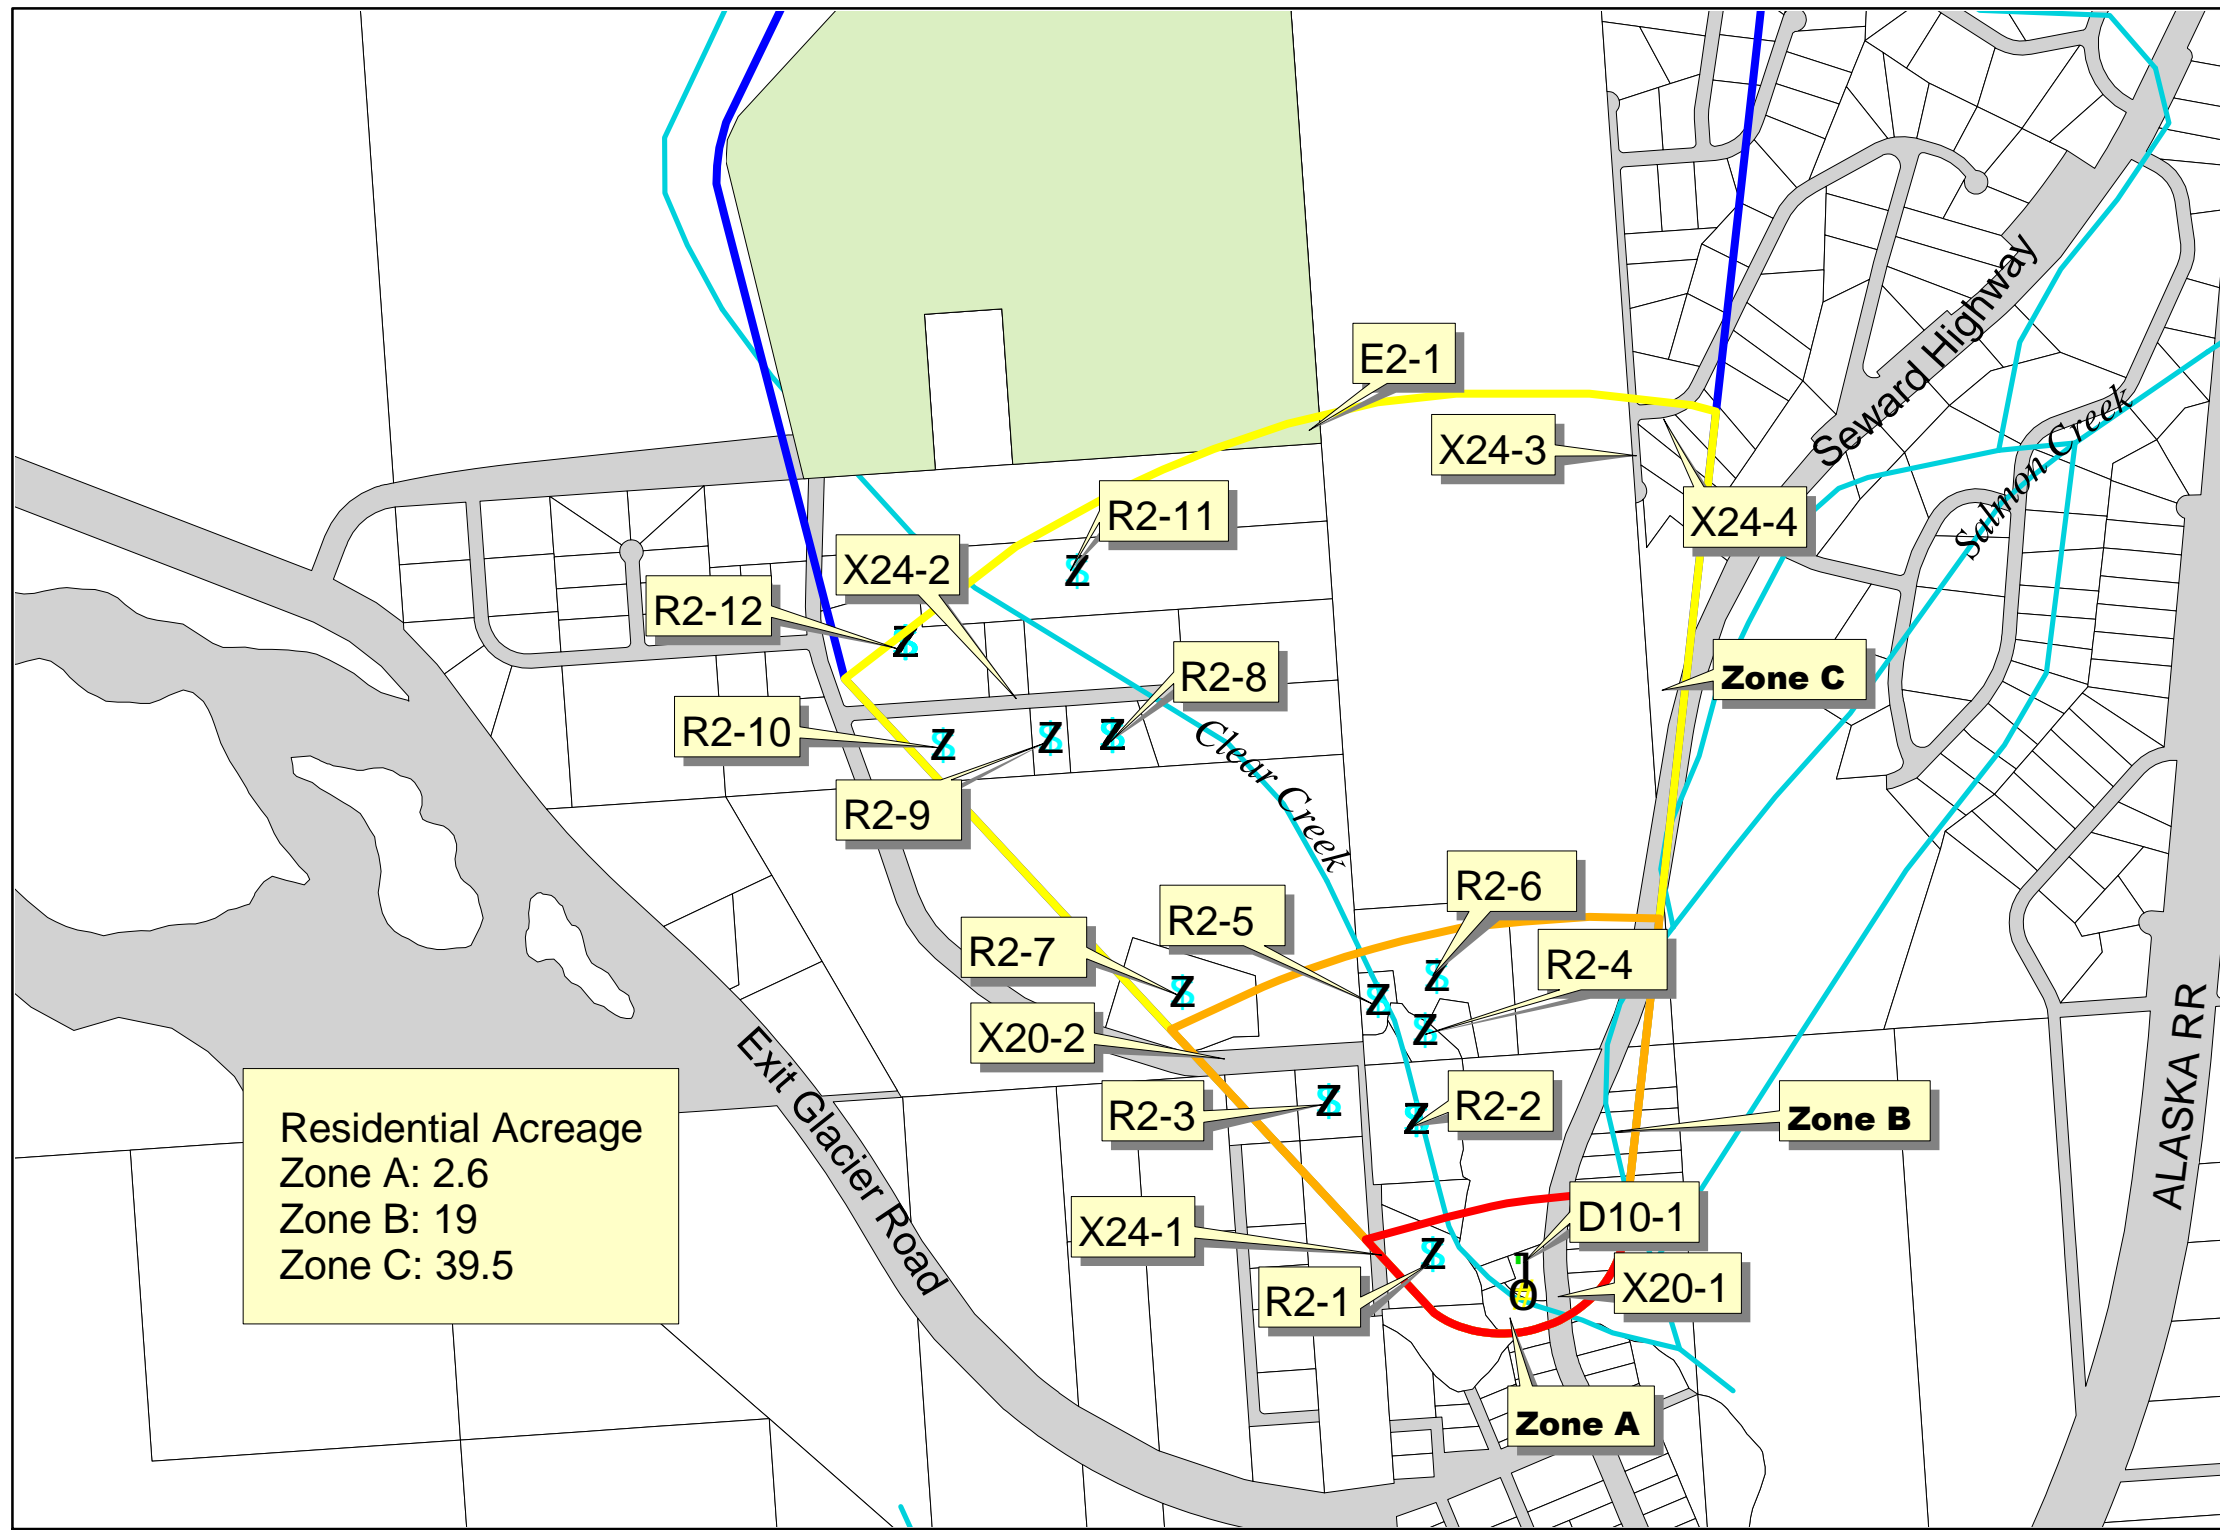 E2-1
Seward Highway
X24-3
Salmon Creek
R2-11
X24-4
X24-2
R2-12
R2-8
Zone C
R2-10
Clear Creek
R2-9
R2-6
R2-5
R2-7
R2-4
X20-2
ALASKA RR
Exit Glacier Road
R2-3
R2-2
Zone B
Residential Acreage
Zone A: 2.6
Zone B: 19
Zone C: 39.5
X24-1
D10-1
R2-1
X20-1
Zone A